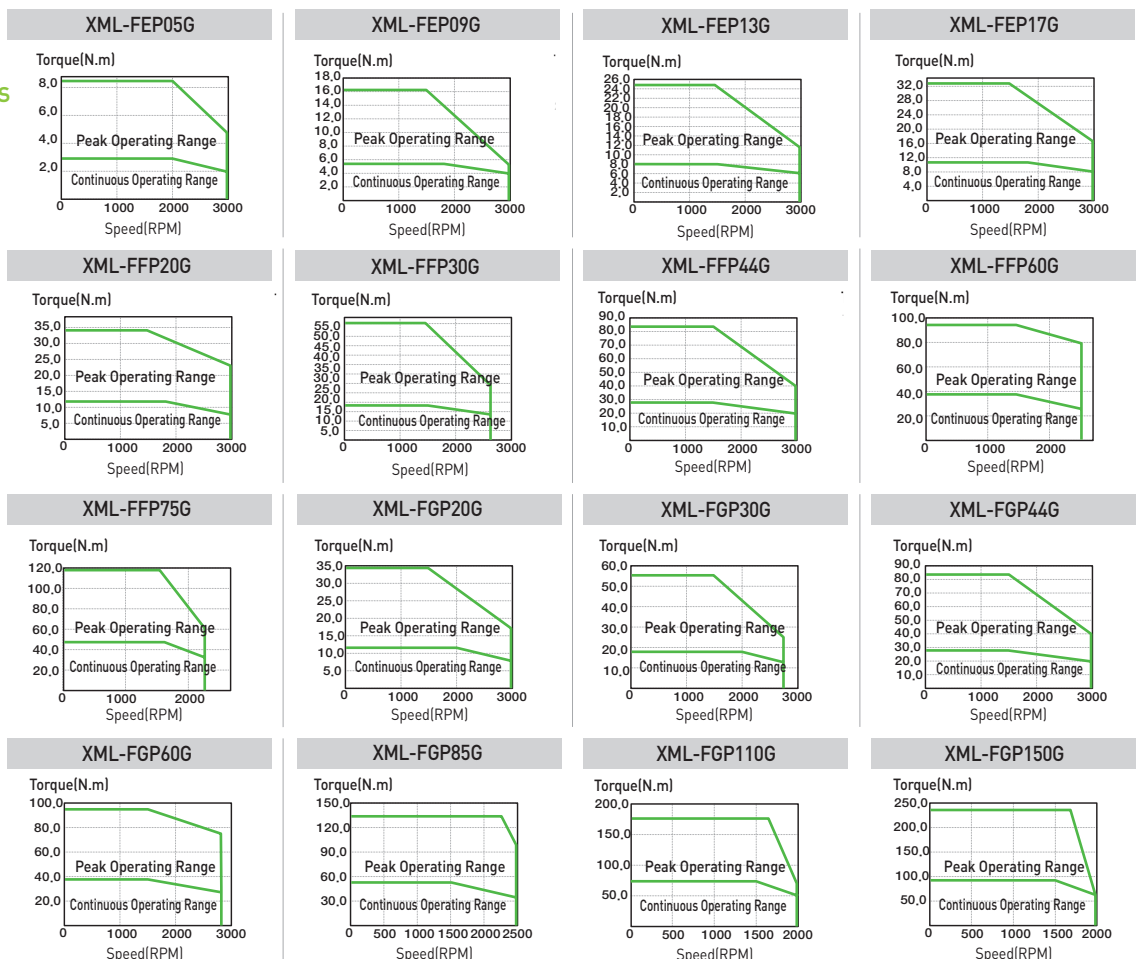 XML-FEP05G
Torque(N.m)
8,0
s
6,0
4,0
Peak Operating Range
2,0
Continuous Operating Range
0 1000 2000 3000
Speed(RPM)
XML-FEP09G
Torque(N.m)
18,0
16,0
14,0
12,0
10,0
8,0
Peak Operating Range
6,0
4,0
2,0
Continuous Operating Range
0 1000 2000 3000
Speed(RPM)
XML-FEP13G
Torque(N.m)
26,0
24,0
22,0
20,0
18,0
16,0
14,0
Peak Operating Range
12,0
10,0
8,0
6,0
4,0
Continuous Operating Range
2,0
0 1000 2000 3000
Speed(RPM)
XML-FEP17G
Torque(N.m)
32,0
28,0
24,0
20,0
16,0
Peak Operating Range
12,0
8,0
Continuous Operating Range
4,0
0 1000 2000 3000
Speed(RPM)
XML-FFP20G
Torque(N.m)
35,0
30,0
25,0
20,0
Peak Operating Range
15,0
10,0
5,0
Continuous Operating Range
0 1000 2000 3000
Speed(RPM)
XML-FFP30G
Torque(N.m)
55,0
50,0
45,0
40,0
35,0
30,0
Peak Operating Range
25,0
20,0
15,0
10,0
Continuous Operating Range
5,0
0 1000 2000 3000
Speed(RPM)
XML-FFP44G
Torque(N.m)
90,0
80,0
70,0
60,0
50,0
Peak Operating Range
40,0
30,0
20,0
Continuous Operating Range
10,0
0 1000 2000 3000
Speed(RPM)
XML-FFP60G
Torque(N.m)
100,0
80,0
60,0
Peak Operating Range
40,0
20,0
Continuous Operating Range
0 1000 2000
Speed(RPM)
XML-FFP75G
Torque(N.m)
120,0
100,0
80,0
60,0
Peak Operating Range
40,0
Continuous Operating Range
20,0
0 1000 2000
Speed(RPM)
XML-FGP20G
Torque(N.m)
35,0
30,0
25,0
20,0
Peak Operating Range
15,0
10,0
Continuous Operating Range
5,0
0 1000 2000 3000
Speed(RPM)
XML-FGP30G
Torque(N.m)
60,0
50,0
40,0
30,0
Peak Operating Range
20,0
Continuous Operating Range
10,0
0 1000 2000 3000
Speed(RPM)
XML-FGP44G
Torque(N.m)
90,0
80,0
70,0
60,0
50,0
Peak Operating Range
40,0
30,0
20,0
Continuous Operating Range
10,0
0 1000 2000 3000
Speed(RPM)
XML-FGP60G
Torque(N.m)
100,0
80,0
60,0
Peak Operating Range
40,0
20,0
Continuous Operating Range
0 1000 2000 3000
Speed(RPM)
XML-FGP85G
Torque(N.m)
150,0
120,0
90,0
Peak Operating Range
60,0
30,0
Continuous Operating Range
0 500 1000 1500 2000 2500
Speed(RPM)
XML-FGP110G
Torque(N.m)
200,0
150,0
100,0
Peak Operating Range
50,0
Continuous Operating Range
0 500 1000 1500 2000
Speed(RPM)
XML-FGP150G
Torque(N.m)
250,0
200,0
150,0
Peak Operating Range
100,0
50,0
Continuous Operating Range
0 500 1000 1500 2000
Speed(RPM)